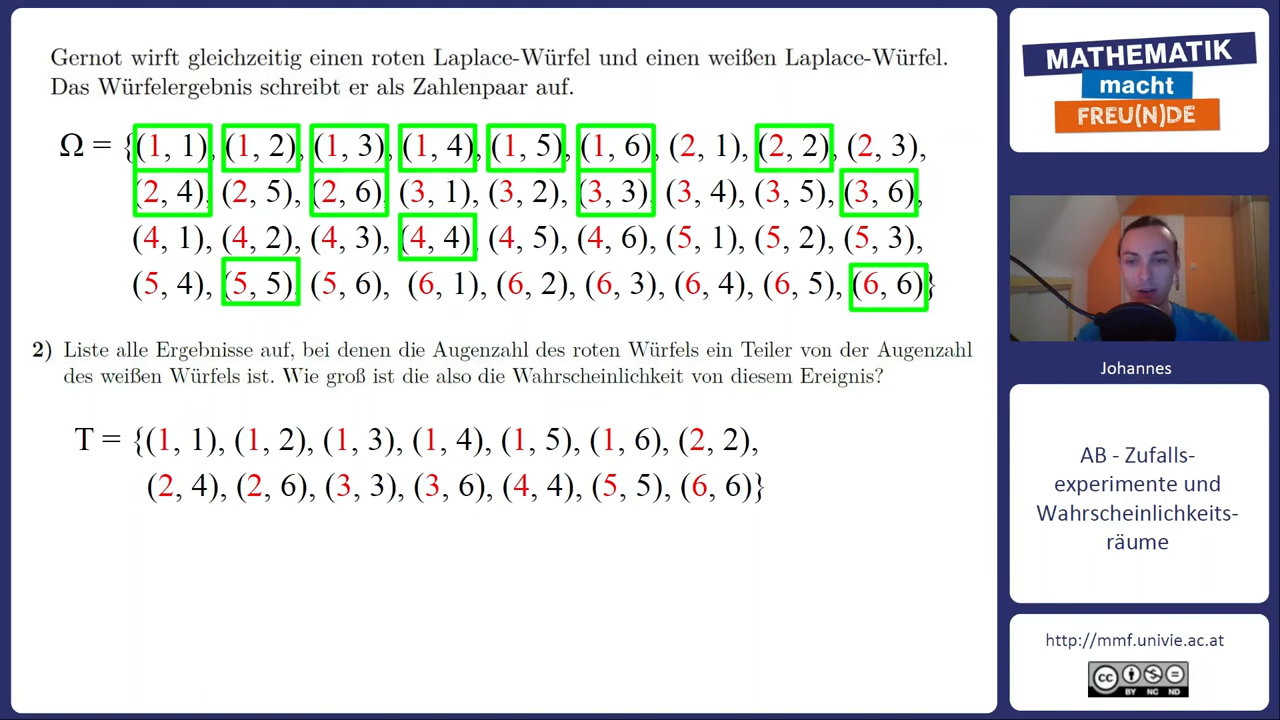 Gernot wirft gleichzeitig einen roten Laplace-Würfel und einen weißen Laplace-Würfel.
Das Würfelergebnis schreibt er als Zahlenpaar auf.
Ω = {(1, 1), (1, 2), (1, 3), (1, 4), (1, 5), (1, 6), (2, 1), (2, 2), (2, 3),
(2, 4), (2, 5), (2, 6), (3, 1), (3, 2), (3, 3), (3, 4), (3, 5), (3, 6),
(4, 1), (4, 2), (4, 3), (4, 4), (4, 5), (4, 6), (5, 1), (5, 2), (5, 3),
(5, 4), (5, 5), (5, 6), (6, 1), (6, 2), (6, 3), (6, 4), (6, 5), (6, 6)}
2) Liste alle Ergebnisse auf, bei denen die Augenzahl des roten Würfels ein Teiler von der Augenzahl
des weißen Würfels ist. Wie groß ist die also die Wahrscheinlichkeit von diesem Ereignis?
T = {(1, 1), (1, 2), (1, 3), (1, 4), (1, 5), (1, 6), (2, 2),
(2, 4), (2, 6), (3, 3), (3, 6), (4, 4), (5, 5), (6, 6)}
MATHEMATIK
macht
FREU(N)DE
Johannes
AB - Zufalls-
experimente und
Wahrscheinlichkeits-
räume
http://mmf.univie.ac.at
cc
BY NC ND